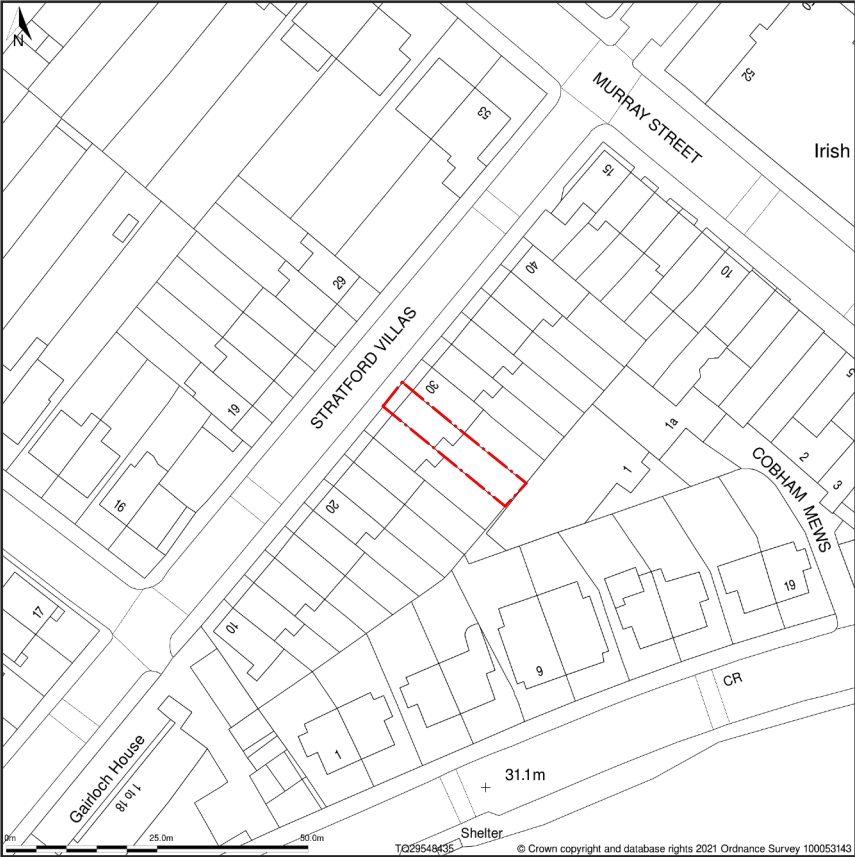 N
MURRAY STREET
52
53
Irish
15
10
40
29
STRATFORD VILLAS
30
5
19
1a
1
2
3
COBHAM MEWS
16
20
17
10
19
9
CR
1
Gairloch House
1 to 18
31.1m
Shelter
0m
25.0m
50.0m
TQ29548435
© Crown copyright and database rights 2021 Ordnance Survey 100053143